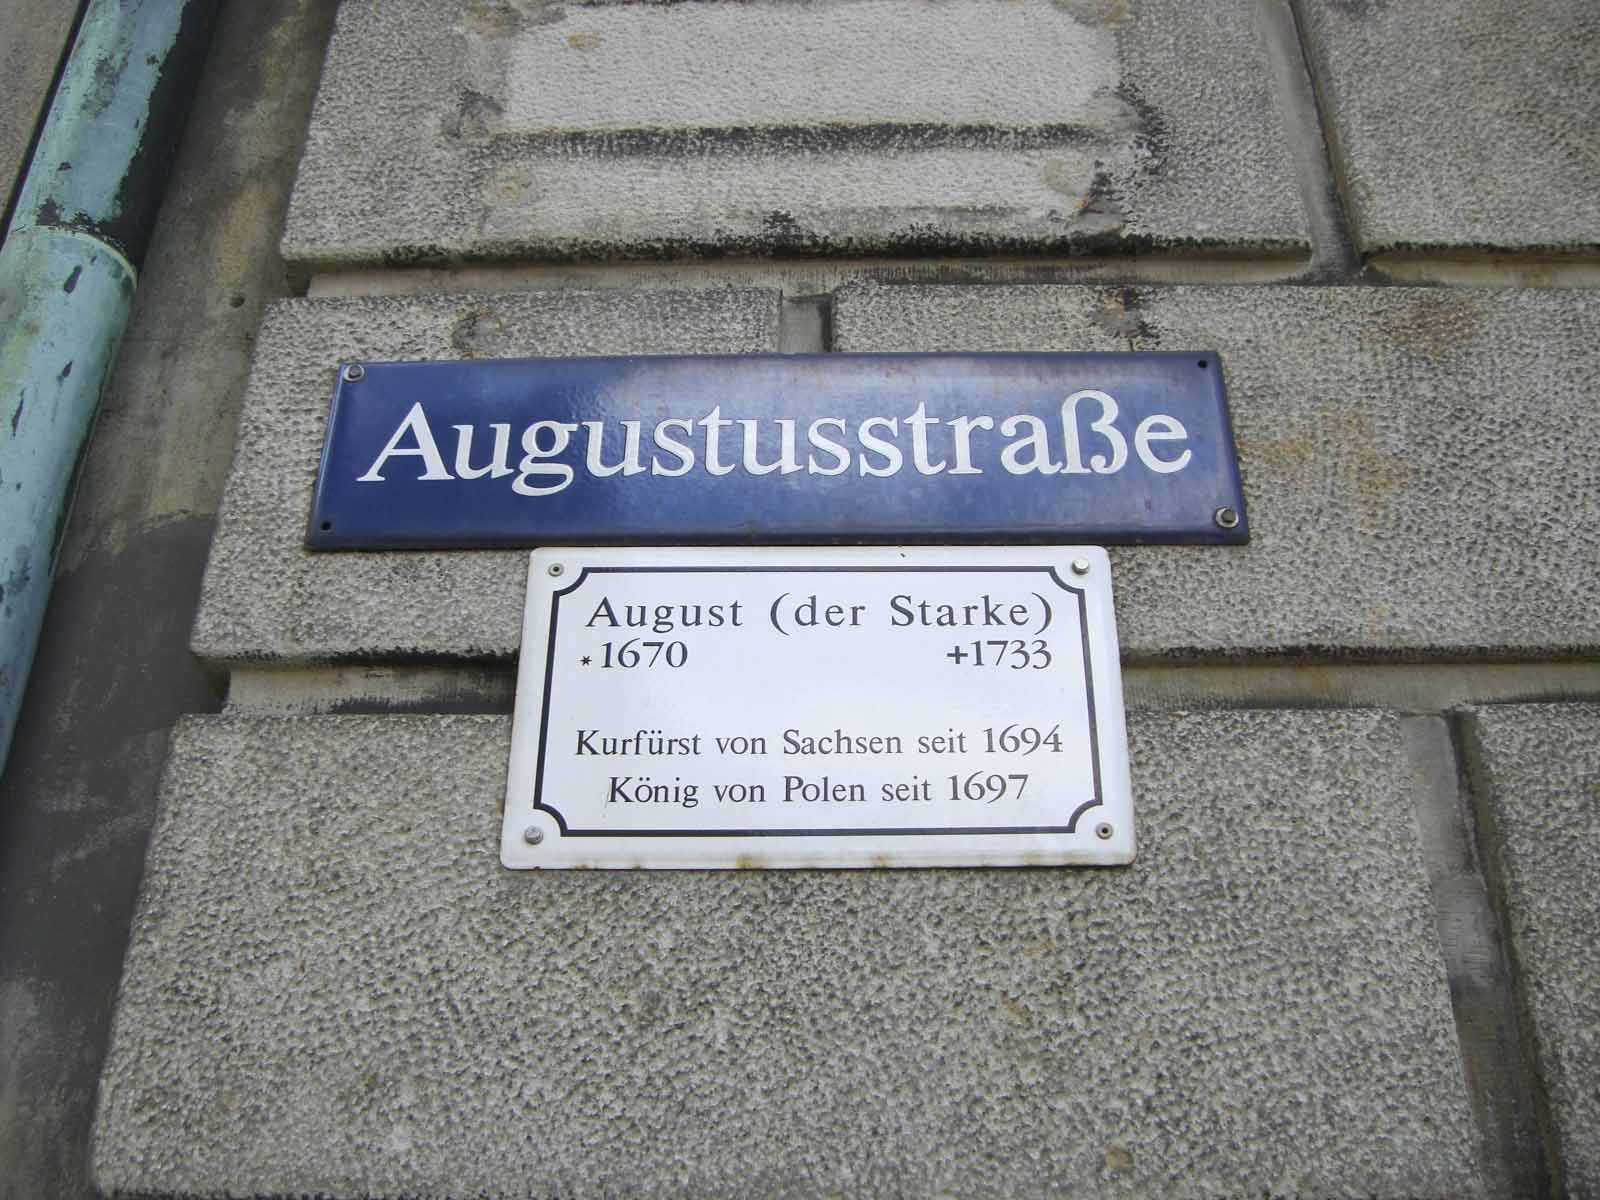 Augustusstraße
August (der Starke)
*1670 +1733
Kurfürst von Sachsen seit 1694
König von Polen seit 1697